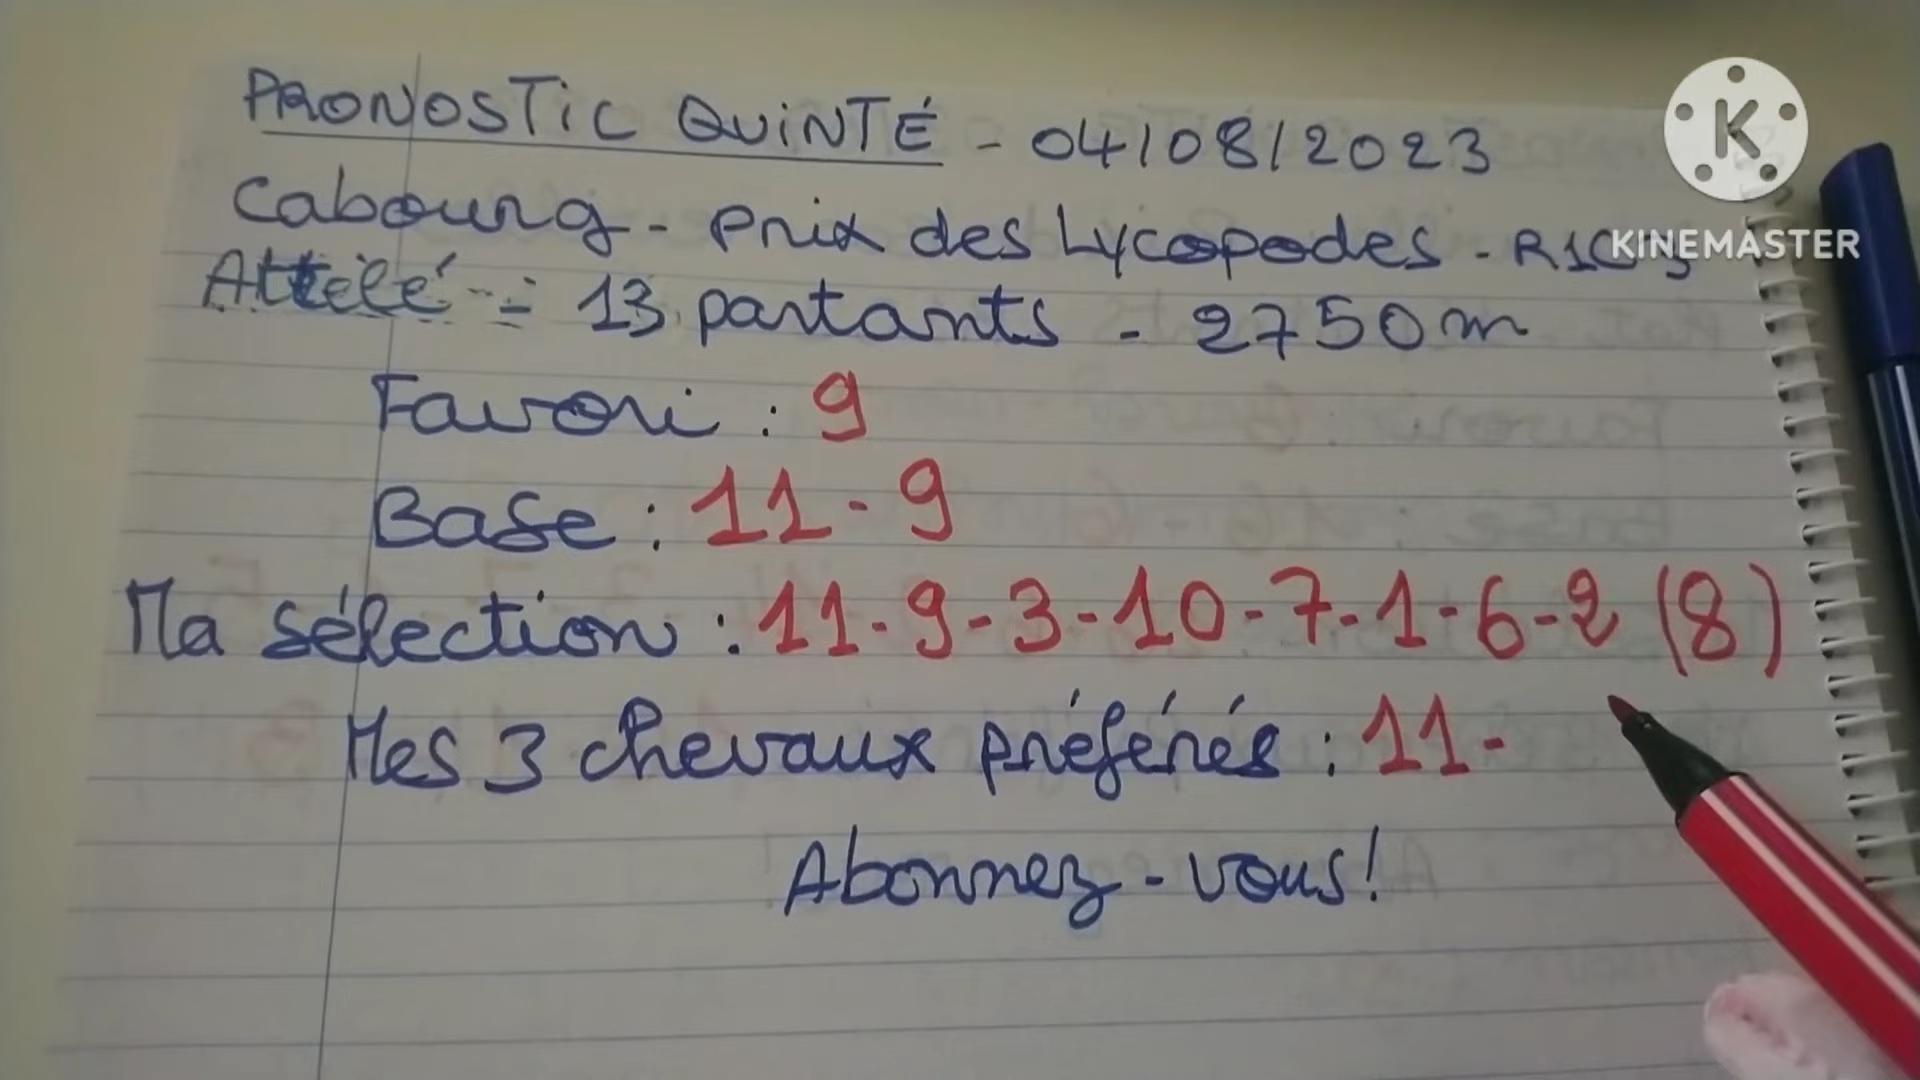 PRONOSTiC QUiNTÉ - 04/08/2023
Cabourg - Prix des Lycopodes - R1C3
Attelé - 13 partants - 2750m
Favori : 9
Base : 11 - 9
Ma sélection : 11 - 9 - 3 - 10 - 7 - 1 - 6 - 2 (8)
Mes 3 chevaux préférés : 11 -
Abonnez - vous !
K
KINEMASTER